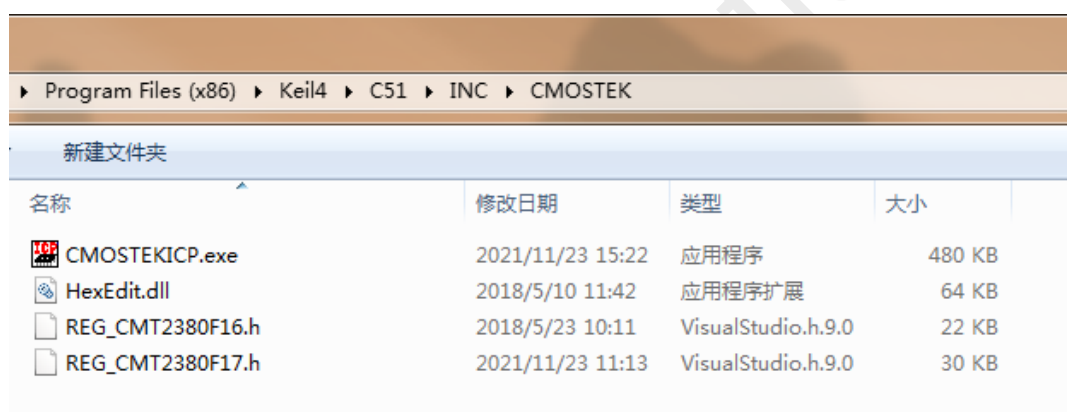 Program Files (x86) ▸ Keil4 ▸ C51 ▸ INC ▸ CMOSTEK
新建文件夹
名称 修改日期 类型 大小
CMOSTEKICP.exe 2021/11/23 15:22 应用程序 480 KB
HexEdit.dll 2018/5/10 11:42 应用程序扩展 64 KB
REG_CMT2380F16.h 2018/5/23 10:11 VisualStudio.h.9.0 22 KB
REG_CMT2380F17.h 2021/11/23 11:13 VisualStudio.h.9.0 30 KB